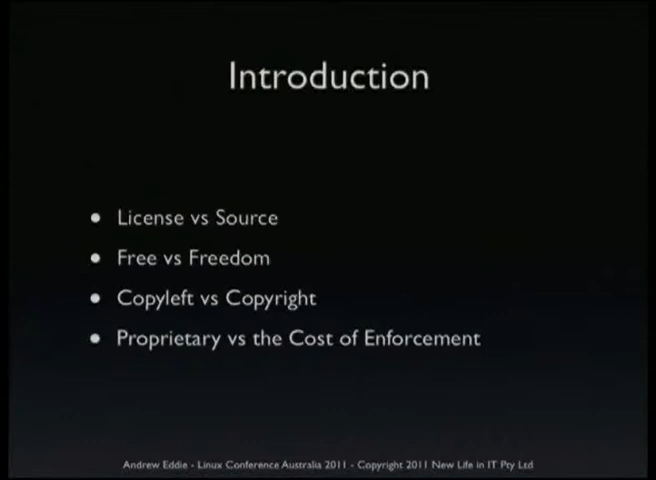 Introduction
• License vs Source
• Free vs Freedom
• Copyleft vs Copyright
• Proprietary vs the Cost of Enforcement
Andrew Eddie - Linux Conference Australia 2011 - Copyright 2011 New Life in IT Pty Ltd